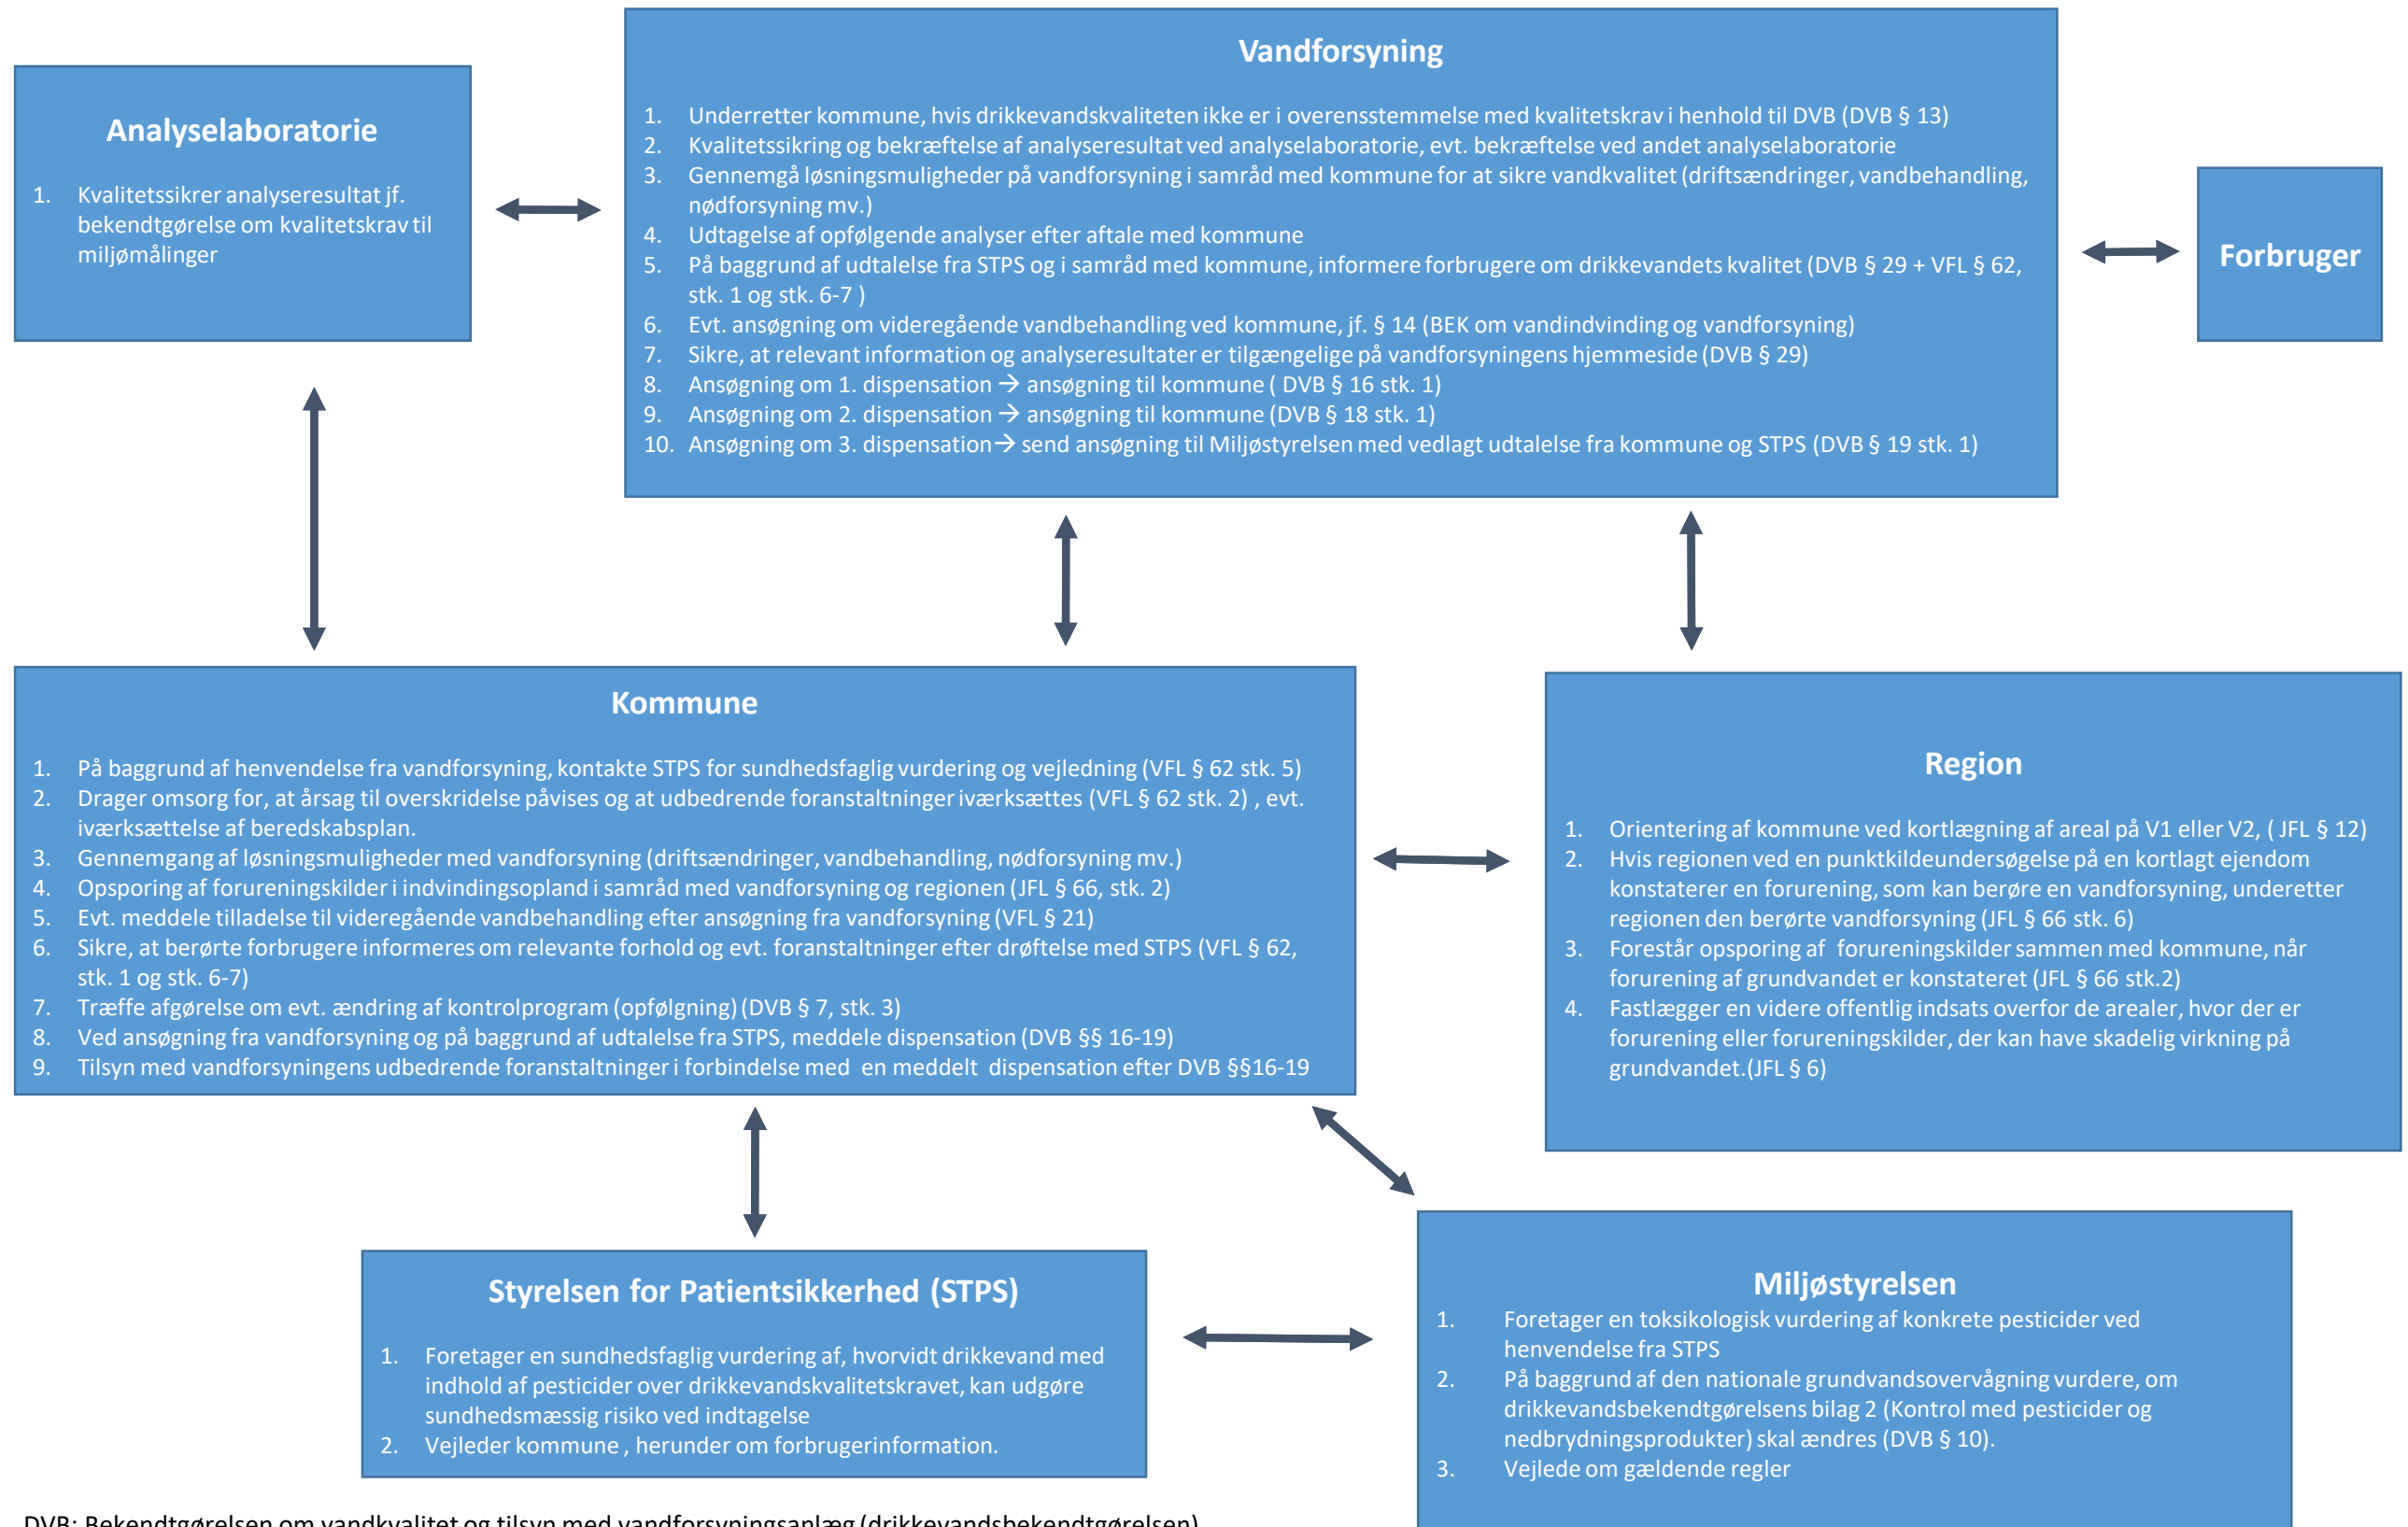 Vandforsyning
1. Underretter kommune, hvis drikkevandskvaliteten ikke er i overensstemmelse med kvalitetskrav i henhold til DVB (DVB § 13)
2. Kvalitetssikring og bekræftelse af analyseresultat ved analyselaboratorie, evt. bekræftelse ved andet analyselaboratorie
3. Gennemgå løsningsmuligheder på vandforsyning i samråd med kommune for at sikre vandkvalitet (driftsændringer, vandbehandling,
nødforsyning mv.)
4. Udtagelse af opfølgende analyser efter aftale med kommune
5. På baggrund af udtalelse fra STPS og i samråd med kommune, informere forbrugere om drikkevandets kvalitet (DVB § 29 + VFL § 62,
stk. 1 og stk. 6-7 )
6. Evt. ansøgning om videregående vandbehandling ved kommune, jf. § 14 (BEK om vandindvinding og vandforsyning)
7. Sikre, at relevant information og analyseresultater er tilgængelige på vandforsyningens hjemmeside (DVB § 29)
8. Ansøgning om 1. dispensation → ansøgning til kommune ( DVB § 16 stk. 1)
9. Ansøgning om 2. dispensation → ansøgning til kommune (DVB § 18 stk. 1)
10. Ansøgning om 3. dispensation → send ansøgning til Miljøstyrelsen med vedlagt udtalelse fra kommune og STPS (DVB § 19 stk. 1)
Analyselaboratorie
1. Kvalitetssikrer analyseresultat jf.
bekendtgørelse om kvalitetskrav til
miljømålinger
Forbruger
Kommune
1. På baggrund af henvendelse fra vandforsyning, kontakte STPS for sundhedsfaglig vurdering og vejledning (VFL § 62 stk. 5)
2. Drager omsorg for, at årsag til overskridelse påvises og at udbedrende foranstaltninger iværksættes (VFL § 62 stk. 2) , evt.
iværksættelse af beredskabsplan.
3. Gennemgang af løsningsmuligheder med vandforsyning (driftsændringer, vandbehandling, nødforsyning mv.)
4. Opsporing af forureningskilder i indvindingsopland i samråd med vandforsyning og regionen (JFL § 66, stk. 2)
5. Evt. meddele tilladelse til videregående vandbehandling efter ansøgning fra vandforsyning (VFL § 21)
6. Sikre, at berørte forbrugere informeres om relevante forhold og evt. foranstaltninger efter drøftelse med STPS (VFL § 62,
stk. 1 og stk. 6-7)
7. Træffe afgørelse om evt. ændring af kontrolprogram (opfølgning) (DVB § 7, stk. 3)
8. Ved ansøgning fra vandforsyning og på baggrund af udtalelse fra STPS, meddele dispensation (DVB §§ 16-19)
9. Tilsyn med vandforsyningens udbedrende foranstaltninger i forbindelse med en meddelt dispensation efter DVB §§16-19
Region
1. Orientering af kommune ved kortlægning af areal på V1 eller V2, ( JFL § 12)
2. Hvis regionen ved en punktkildeundersøgelse på en kortlagt ejendom
konstaterer en forurening, som kan berøre en vandforsyning, underetter
regionen den berørte vandforsyning (JFL § 66 stk. 6)
3. Forestår opsporing af forureningskilder sammen med kommune, når
forurening af grundvandet er konstateret (JFL § 66 stk.2)
4. Fastlægger en videre offentlig indsats overfor de arealer, hvor der er
forurening eller forureningskilder, der kan have skadelig virkning på
grundvandet.(JFL § 6)
Styrelsen for Patientsikkerhed (STPS)
1. Foretager en sundhedsfaglig vurdering af, hvorvidt drikkevand med
indhold af pesticider over drikkevandskvalitetskravet, kan udgøre
sundhedsmæssig risiko ved indtagelse
2. Vejleder kommune , herunder om forbrugerinformation.
Miljøstyrelsen
1. Foretager en toksikologisk vurdering af konkrete pesticider ved
henvendelse fra STPS
2. På baggrund af den nationale grundvandsovervågning vurdere, om
drikkevandsbekendtgørelsens bilag 2 (Kontrol med pesticider og
nedbrydningsprodukter) skal ændres (DVB § 10).
3. Vejlede om gældende regler
DVB: Bekendtgørelsen om vandkvalitet og tilsyn med vandforsyningsanlæg (drikkevandsbekendtgørelsen)